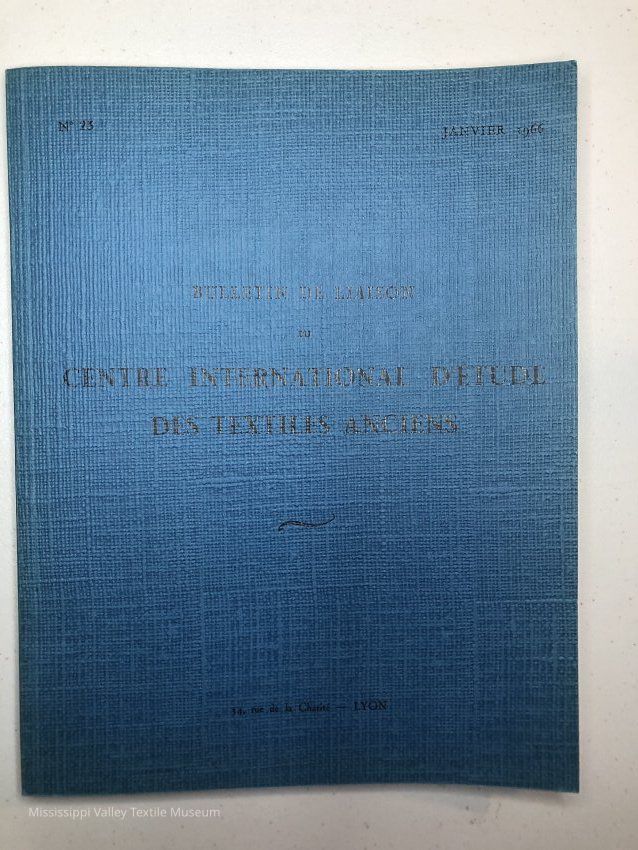 N° 23
JANVIER 1966
BULLETIN DE LIAISON
DU
CENTRE INTERNATIONAL D'ETUDE
DES TEXTILES ANCIENS
34, rue de la Charité — LYON
Mississippi Valley Textile Museum